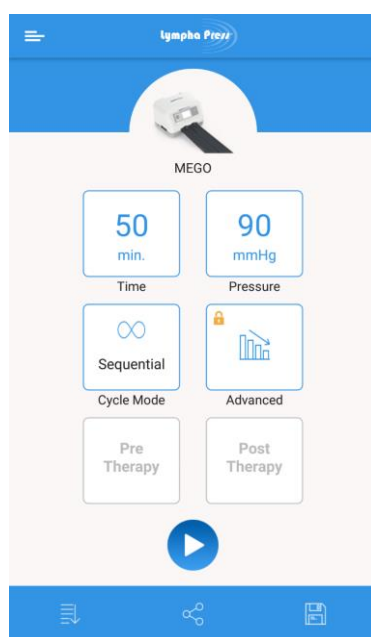 Lympha Press
MEGO
50
min.
Time
90
mmHg
Pressure
Sequential
Cycle Mode
Advanced
Pre
Therapy
Post
Therapy